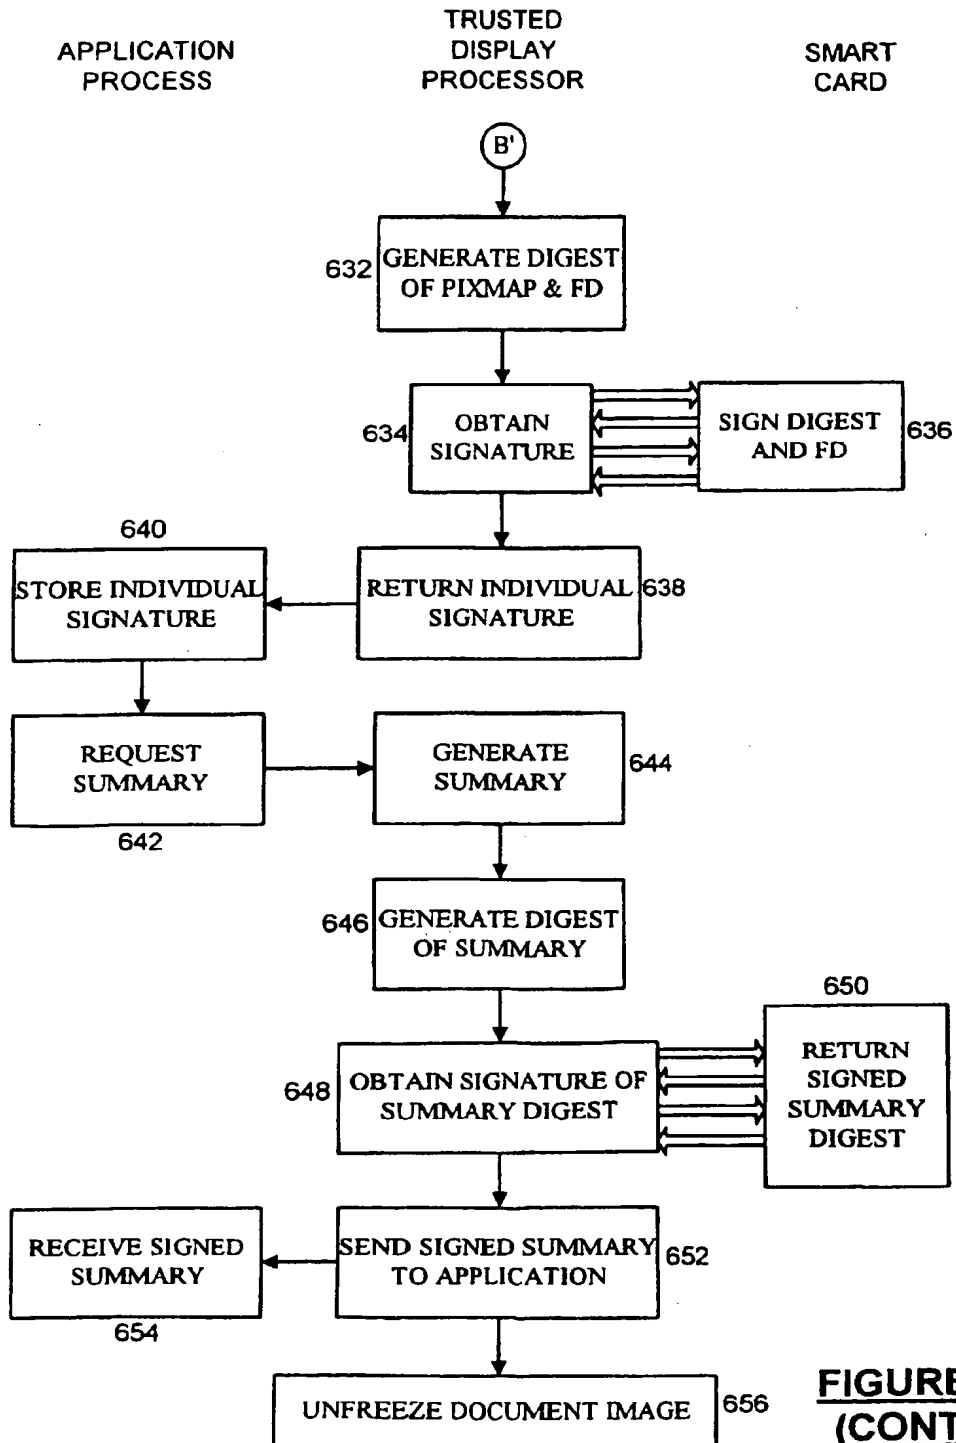 APPLICATION
PROCESS
TRUSTED
DISPLAY
PROCESSOR
SMART
CARD
B'
632
GENERATE DIGEST
OF PIXMAP & FD
634
OBTAIN
SIGNATURE
SIGN DIGEST
AND FD
636
640
STORE INDIVIDUAL
SIGNATURE
RETURN INDIVIDUAL
SIGNATURE
638
REQUEST
SUMMARY
642
GENERATE
SUMMARY
644
646
GENERATE DIGEST
OF SUMMARY
648
OBTAIN SIGNATURE OF
SUMMARY DIGEST
650
RETURN
SIGNED
SUMMARY
DIGEST
RECEIVE SIGNED
SUMMARY
654
SEND SIGNED SUMMARY
TO APPLICATION
652
UNFREEZE DOCUMENT IMAGE
656
FIGURE
(CONT